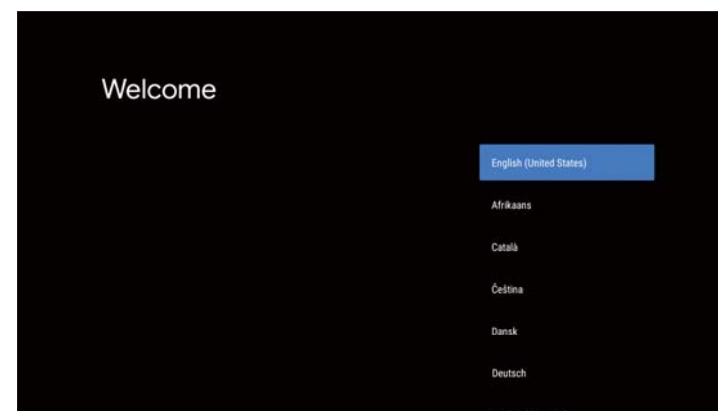 Welcome
English (United States)
Afrikaans
Català
Čeština
Dansk
Deutsch